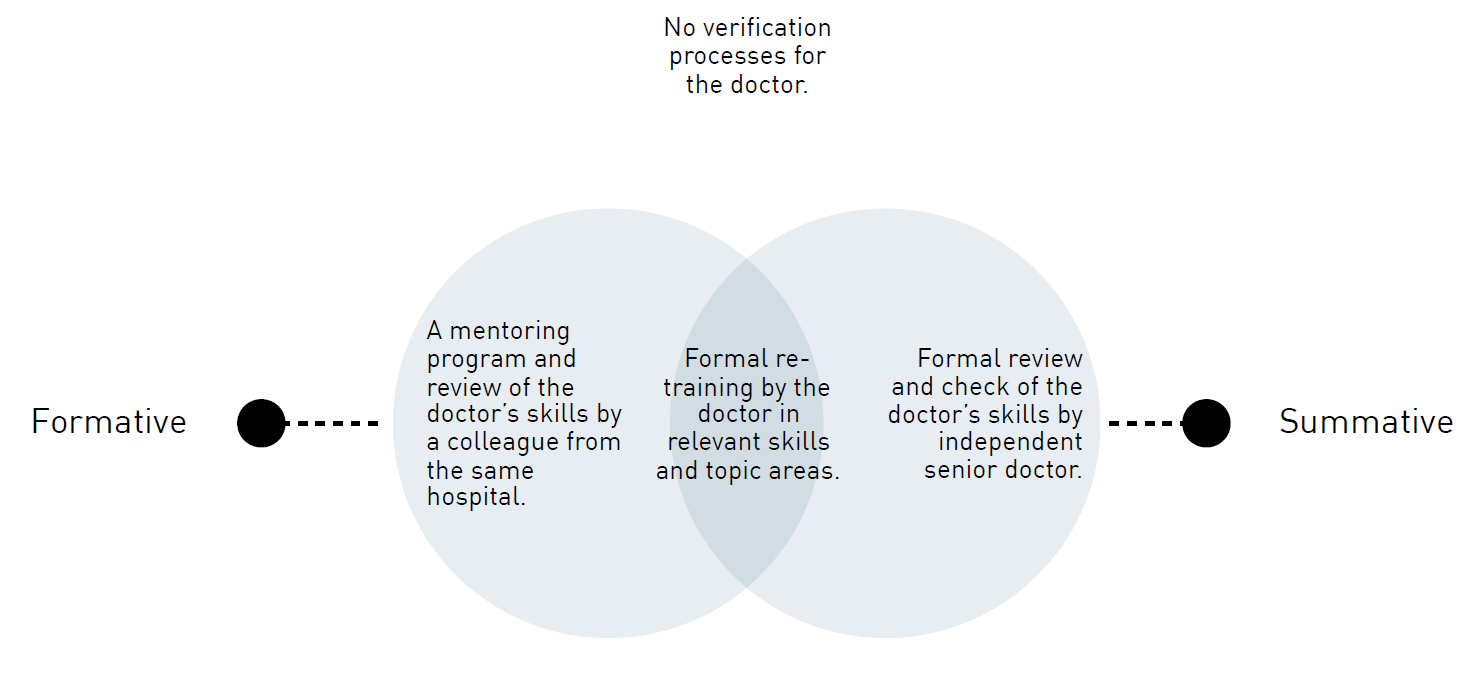 No verification
processes for
the doctor.
Formative
A mentoring
program and
review of the
doctor's skills by
a colleague from
the same
hospital.
Formal re-
training by the
doctor in
relevant skills
and topic areas.
Formal review
and check of the
doctor's skills by
independent
senior doctor.
Summative